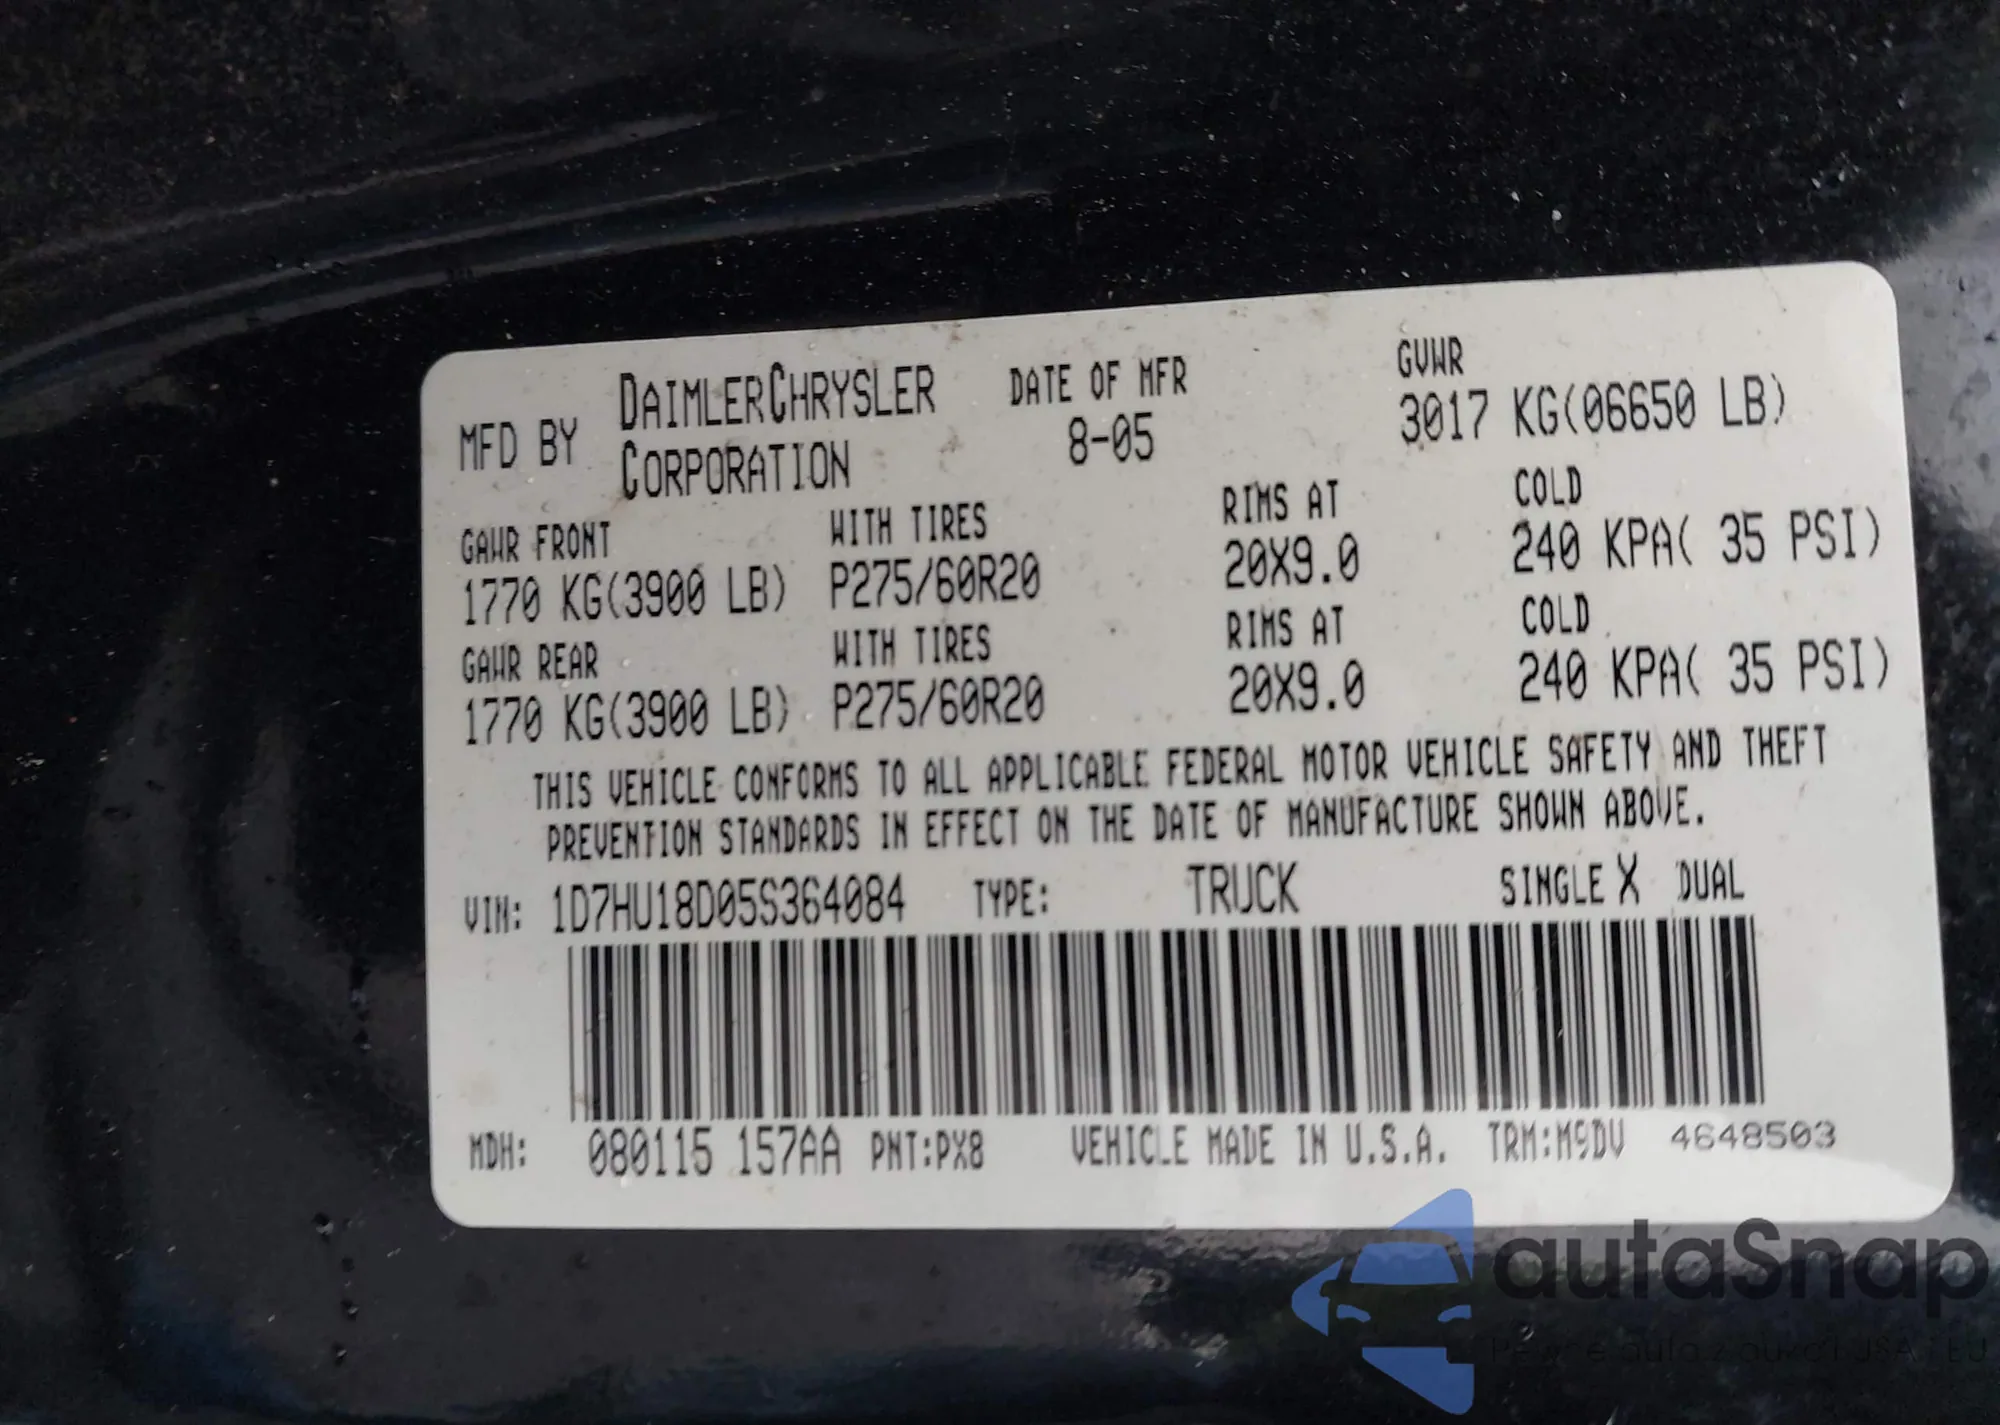 MFD BY DAIMLERCHRYSLER CORPORATION DATE OF MFR 8-05 GVWR 3017 KG(06650 LB)
GAWR FRONT WITH TIRES RIMS AT COLD
1770 KG(3900 LB) P275/60R20 20X9.0 240 KPA( 35 PSI)
GAWR REAR WITH TIRES RIMS AT COLD
1770 KG(3900 LB) P275/60R20 20X9.0 240 KPA( 35 PSI)
THIS VEHICLE CONFORMS TO ALL APPLICABLE FEDERAL MOTOR VEHICLE SAFETY AND THEFT
PREVENTION STANDARDS IN EFFECT ON THE DATE OF MANUFACTURE SHOWN ABOVE.
VIN: 1D7HU18D05S364084 TYPE: TRUCK SINGLE X DUAL
MDH: 080115 157AA PNT:PX8 VEHICLE MADE IN U.S.A. TRM:M9DV 4648503
autaSnap